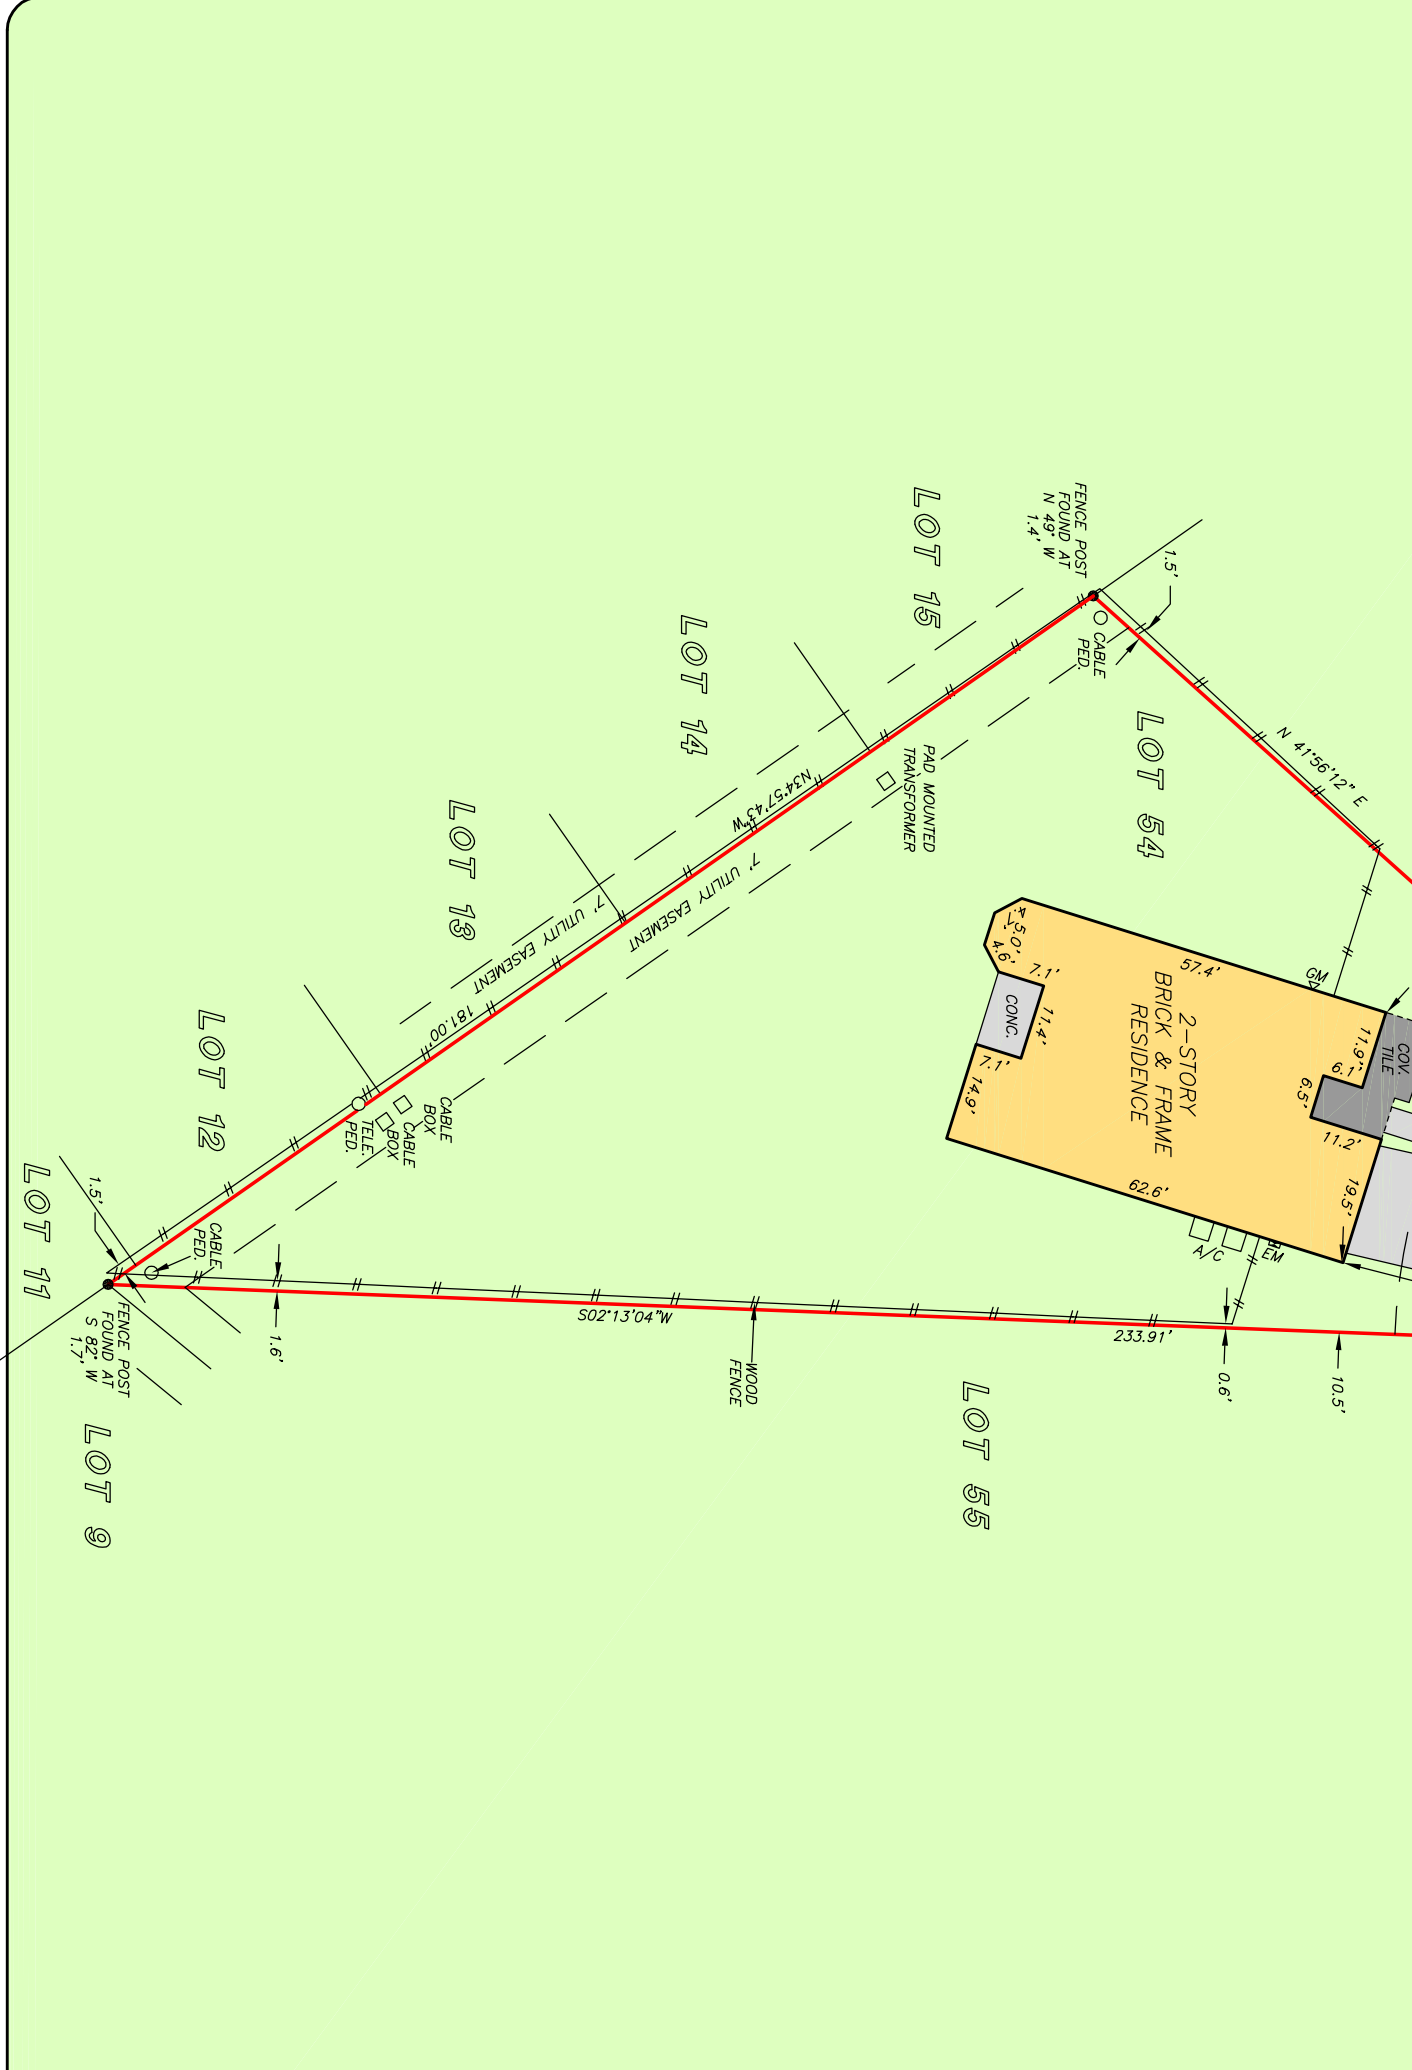 FENCE POST
FOUND AT
N 49° W
1.4'
1.5'
CABLE
PED.
LOT 15
LOT 14
LOT 13
LOT 12
LOT 11
LOT 9
LOT 54
LOT 55
N 41°56'12" E
PAD MOUNTED
TRANSFORMER
N34°57'43"W
7' UTILITY EASEMENT
7' UTILITY EASEMENT
181.00'
CABLE
BOX
CABLE
BOX
TELE.
PED.
CABLE
PED.
1.5'
FENCE POST
FOUND AT
S 82° W
1.7'
1.6'
S02°13'04"W
WOOD
FENCE
233.91'
0.6'
10.5'
2-STORY
BRICK & FRAME
RESIDENCE
57.4'
GM
5.0'
4.6'
7.1'
CONC.
11.4'
7.1'
14.9'
62.6'
A/C
EM
19.5'
11.2'
6.5'
6.1'
11.9'
COV.
TILE